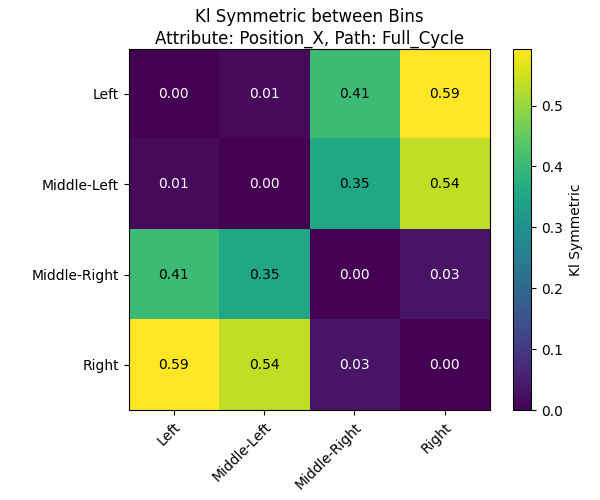 Kl Symmetric between Bins
Attribute: Position_X, Path: Full_Cycle
Left 0.00 0.01 0.41 0.59
Middle-Left 0.01 0.00 0.35 0.54
Middle-Right 0.41 0.35 0.00 0.03
Right 0.59 0.54 0.03 0.00
Left Middle-Left Middle-Right Right
0.5
0.4
0.3
0.2
0.1
0.0
Kl Symmetric